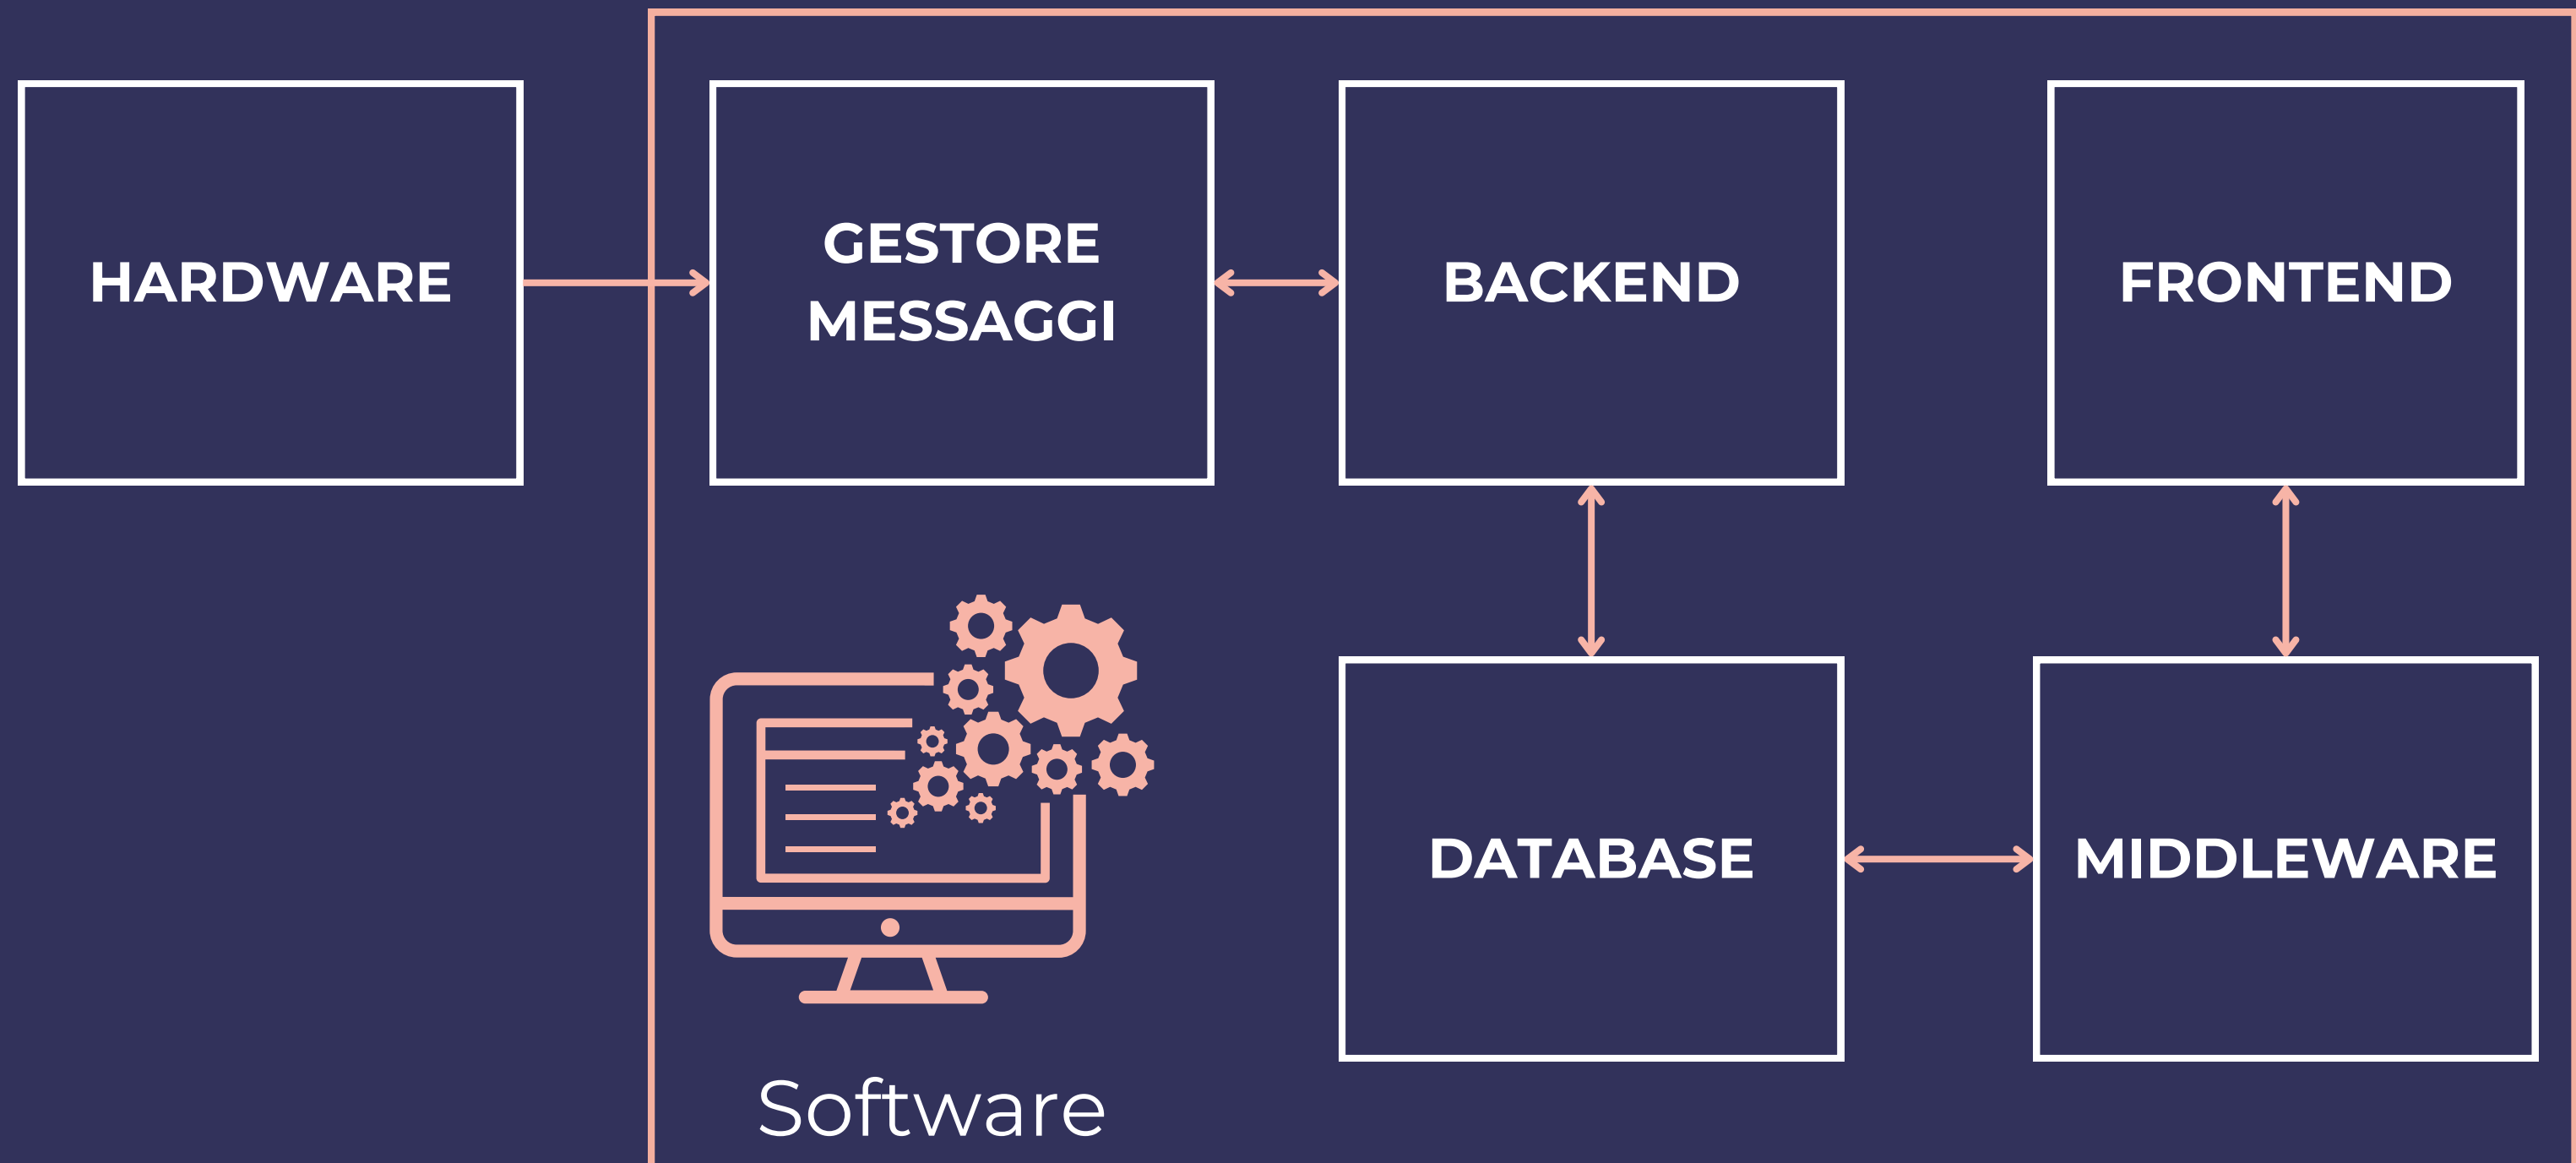 HARDWARE
GESTORE
MESSAGGI
BACKEND
FRONTEND
DATABASE
MIDDLEWARE
Software